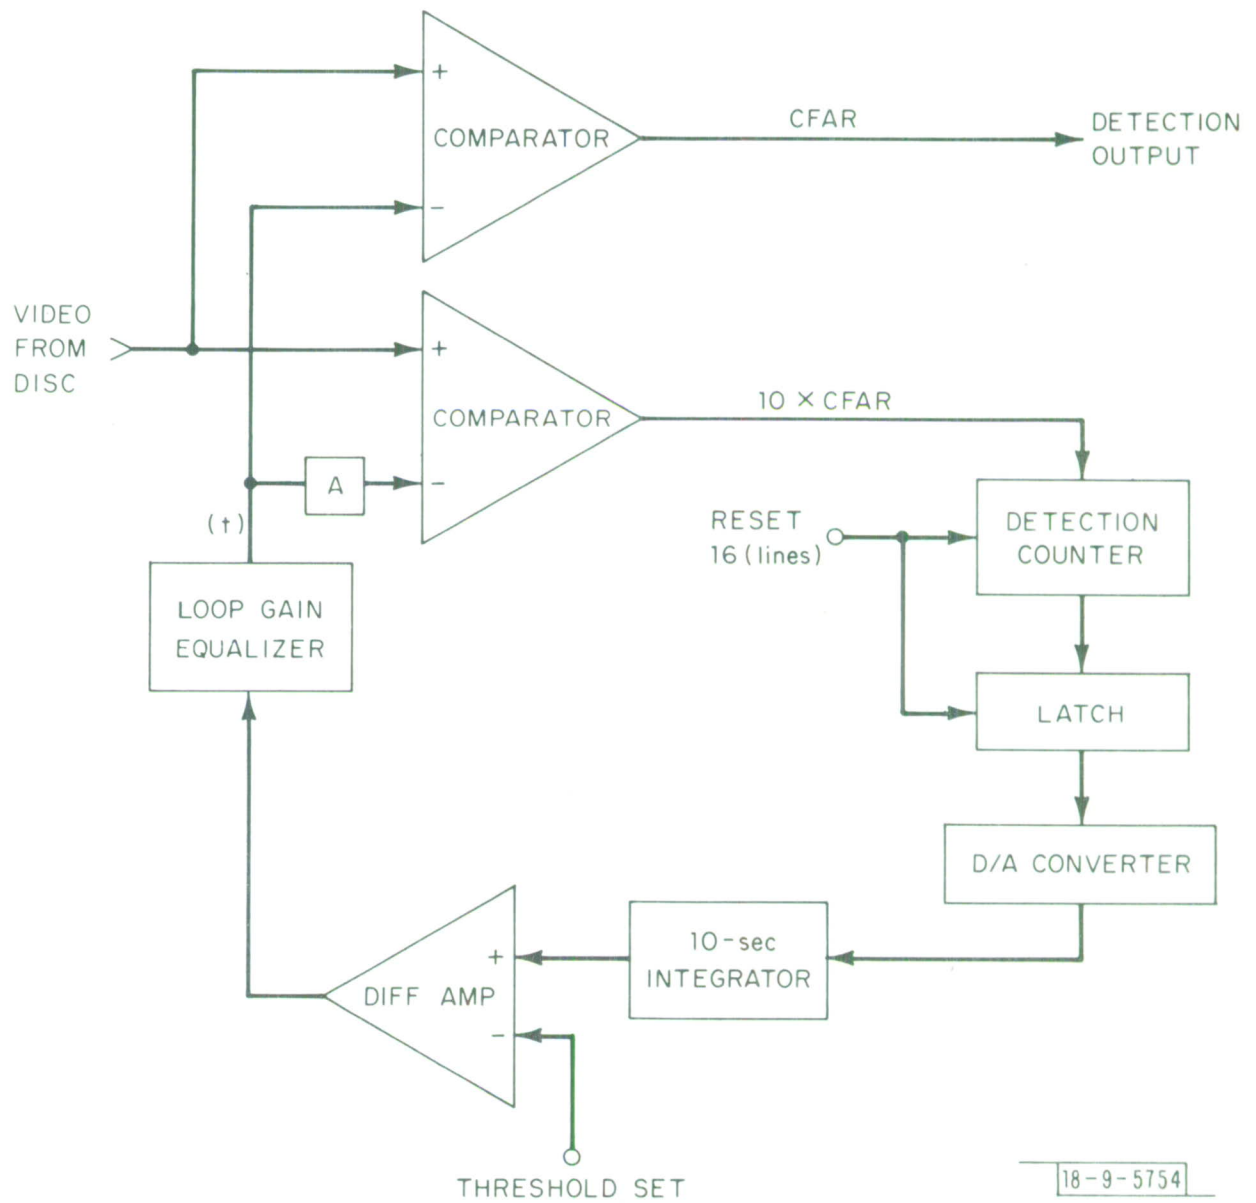 +
COMPARATOR
-
CFAR
DETECTION
OUTPUT
VIDEO
FROM
DISC
+
COMPARATOR
-
10 × CFAR
A
(t)
RESET
16 (lines)
DETECTION
COUNTER
LOOP GAIN
EQUALIZER
LATCH
D/A CONVERTER
10-sec
INTEGRATOR
+
DIFF AMP
-
THRESHOLD SET
18-9-5754